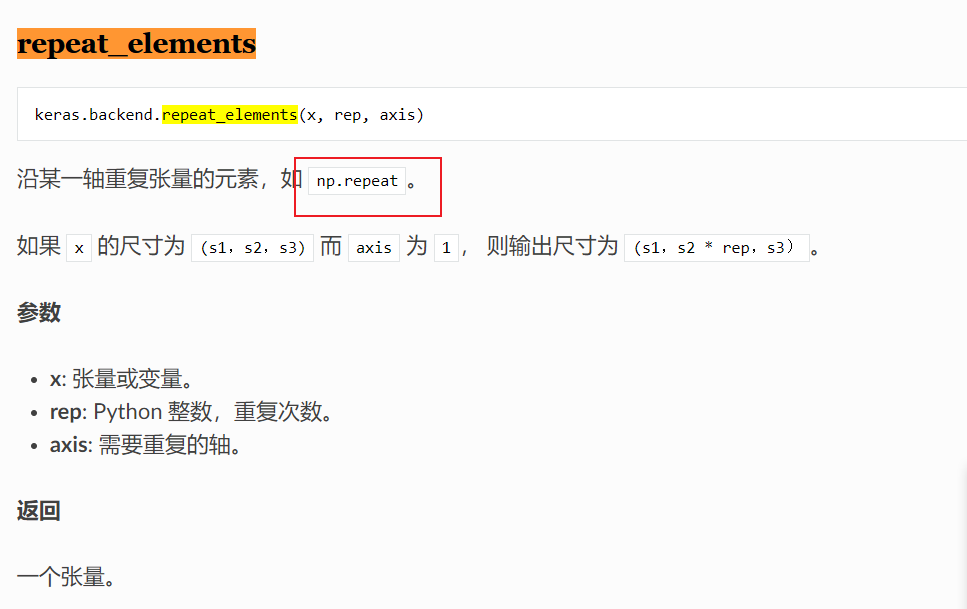 repeat_elements
keras.backend.repeat_elements(x, rep, axis)
沿某一轴重复张量的元素，如 np.repeat。
如果 x 的尺寸为 (s1，s2，s3) 而 axis 为 1， 则输出尺寸为 (s1，s2 * rep，s3）。
参数
• x: 张量或变量。
• rep: Python 整数，重复次数。
• axis: 需要重复的轴。
返回
一个张量。